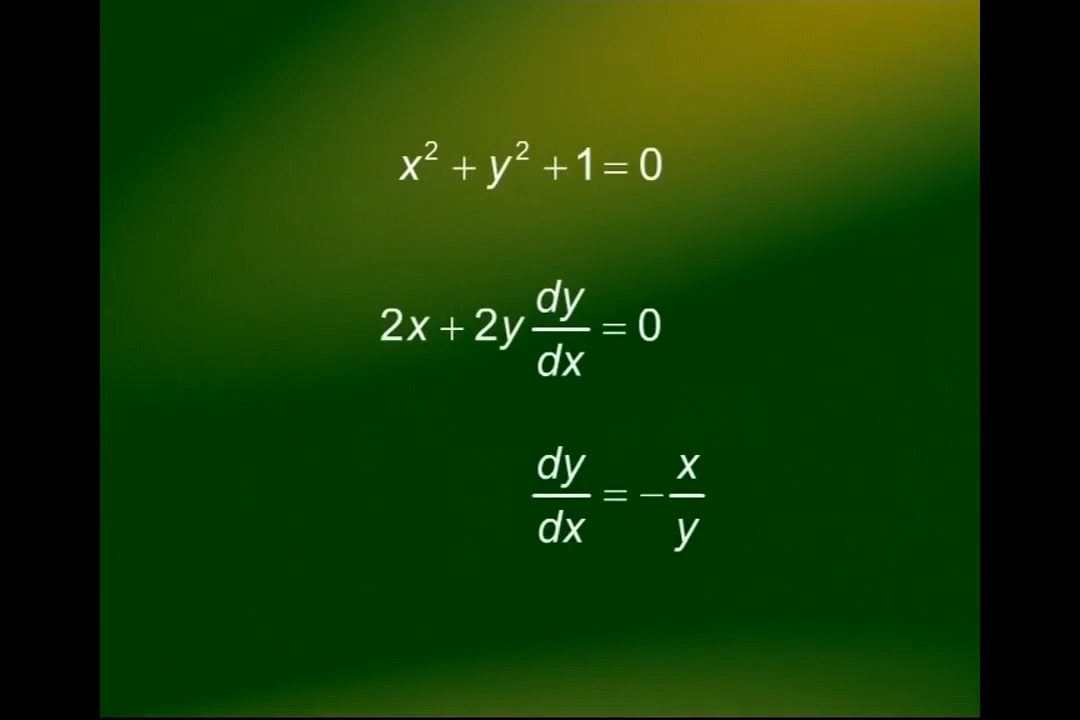 x² + y² + 1 = 0
2x + 2y dy/dx = 0
dy/dx = -x/y